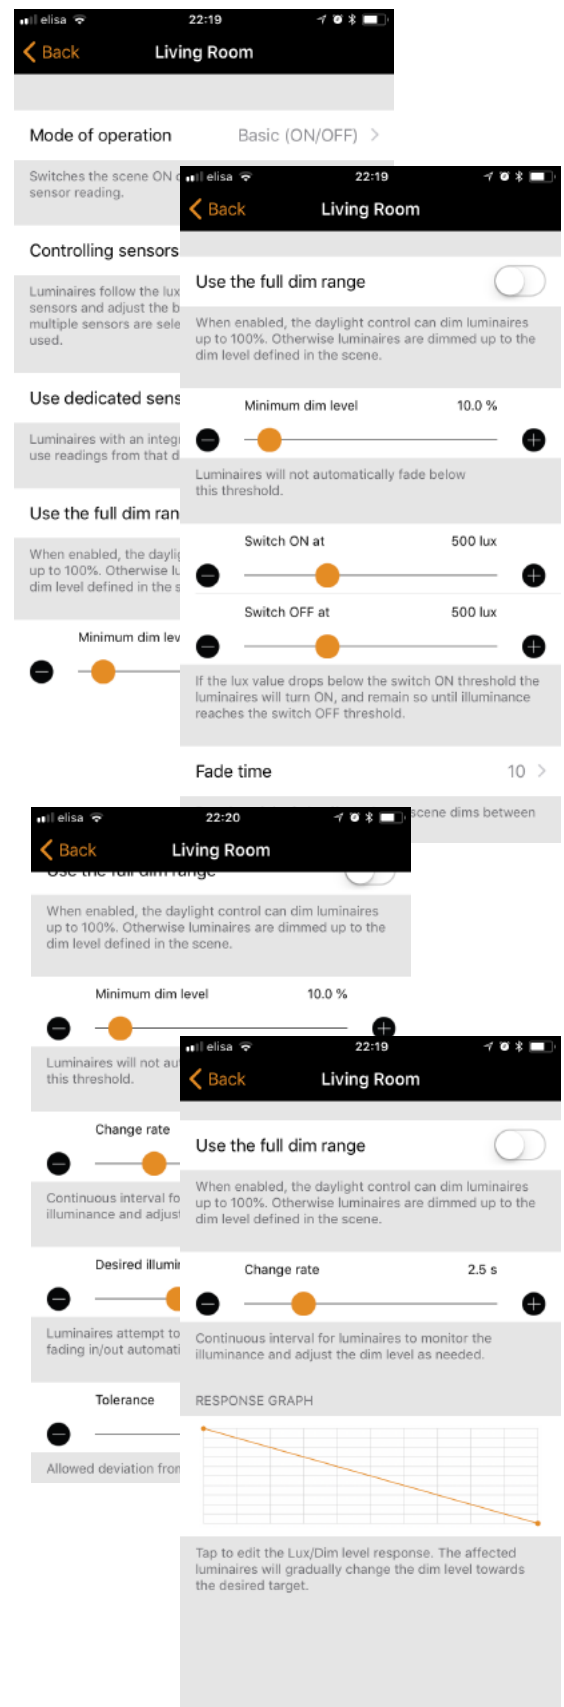 elisa 22:19
Back Living Room
Mode of operation Basic (ON/OFF)
Switches the scene ON
sensor reading.
Controlling sensors
Luminaires follow the lux
sensors and adjust the b
multiple sensors are sele
used.
Use dedicated sens
Luminaires with an integ
use readings from that d
Use the full dim ran
When enabled, the dayli
up to 100%. Otherwise lu
dim level defined in the s
Minimum dim lev
elisa 22:19
Back Living Room
Use the full dim range
When enabled, the daylight control can dim luminaires
up to 100%. Otherwise luminaires are dimmed up to the
dim level defined in the scene.
Minimum dim level 10.0 %
Luminaires will not automatically fade below
this threshold.
Switch ON at 500 lux
Switch OFF at 500 lux
If the lux value drops below the switch ON threshold the
luminaires will turn ON, and remain so until illuminance
reaches the switch OFF threshold.
Fade time 10
scene dims between
elisa 22:20
Back Living Room
Use the full dim range
When enabled, the daylight control can dim luminaires
up to 100%. Otherwise luminaires are dimmed up to the
dim level defined in the scene.
Minimum dim level 10.0 %
Luminaires will not au
this threshold.
Change rate
Continuous interval fo
illuminance and adjust
Desired illumi
Luminaires attempt to
fading in/out automati
Tolerance
Allowed deviation fron
elisa 22:19
Back Living Room
Use the full dim range
When enabled, the daylight control can dim luminaires
up to 100%. Otherwise luminaires are dimmed up to the
dim level defined in the scene.
Change rate 2.5 s
Continuous interval for luminaires to monitor the
illuminance and adjust the dim level as needed.
RESPONSE GRAPH
Tap to edit the Lux/Dim level response. The affected
luminaires will gradually change the dim level towards
the desired target.